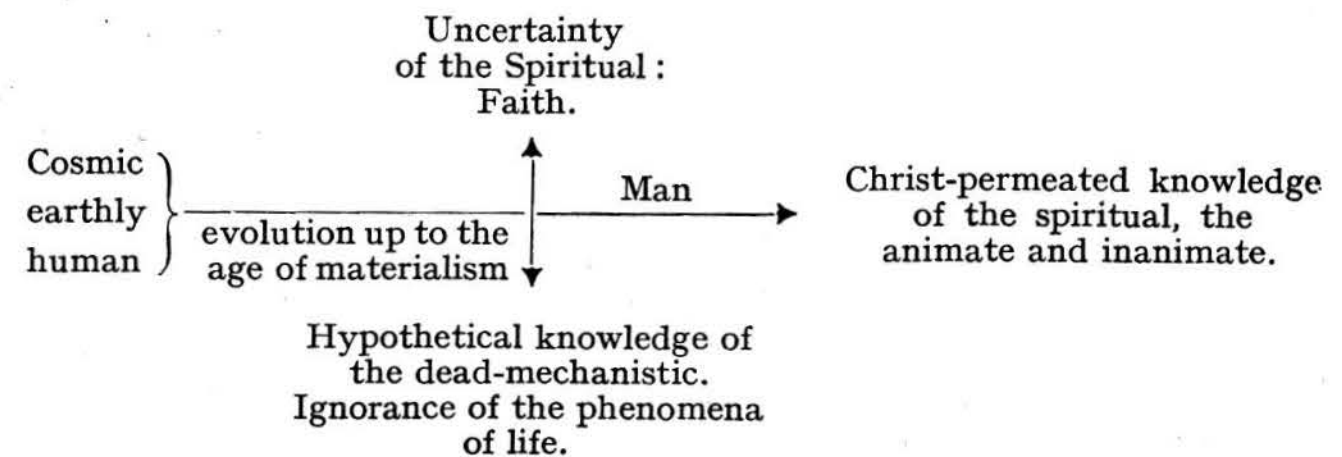 Uncertainty
of the Spiritual :
Faith.
Cosmic
earthly
human
evolution up to the
age of materialism
Man
Christ-permeated knowledge
of the spiritual, the
animate and inanimate.
Hypothetical knowledge of
the dead-mechanistic.
Ignorance of the phenomena
of life.